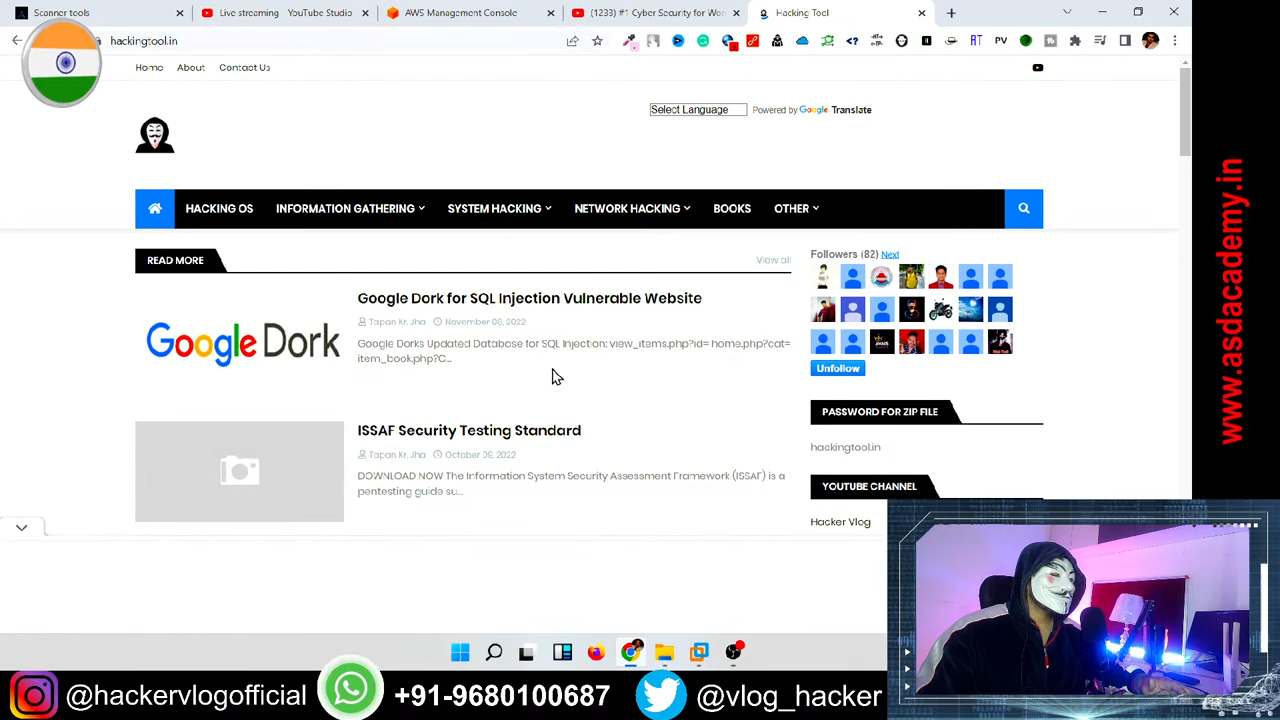 Scanner tools
Live streaming - YouTube Studio
AWS Management Console
(1233) #1 Cyber Security for We
Hacking Tool
hackingtool.in
PV
Home
About
Contact Us
Select Language
Powered by Google Translate
HACKING OS
INFORMATION GATHERING
SYSTEM HACKING
NETWORK HACKING
BOOKS
OTHER
READ MORE
View all
Google Dork for SQL Injection Vulnerable Website
Tapan Kr. Jha
November 06, 2022
Google Dorks Updated Database for SQL Injection: view_items.php?id= home.php?cat=
item_book.php?C...
Google Dork
ISSAF Security Testing Standard
Tapan Kr. Jha
October 09, 2022
DOWNLOAD NOW The Information System Security Assessment Framework (ISSAF) is a
pentesting guide su...
Followers (82) Next
Unfollow
PASSWORD FOR ZIP FILE
hackingtool.in
YOUTUBE CHANNEL
Hacker Vlog
www.asdacademy.in
@hackervlogofficial
+91-9680100687
@vlog_hacker